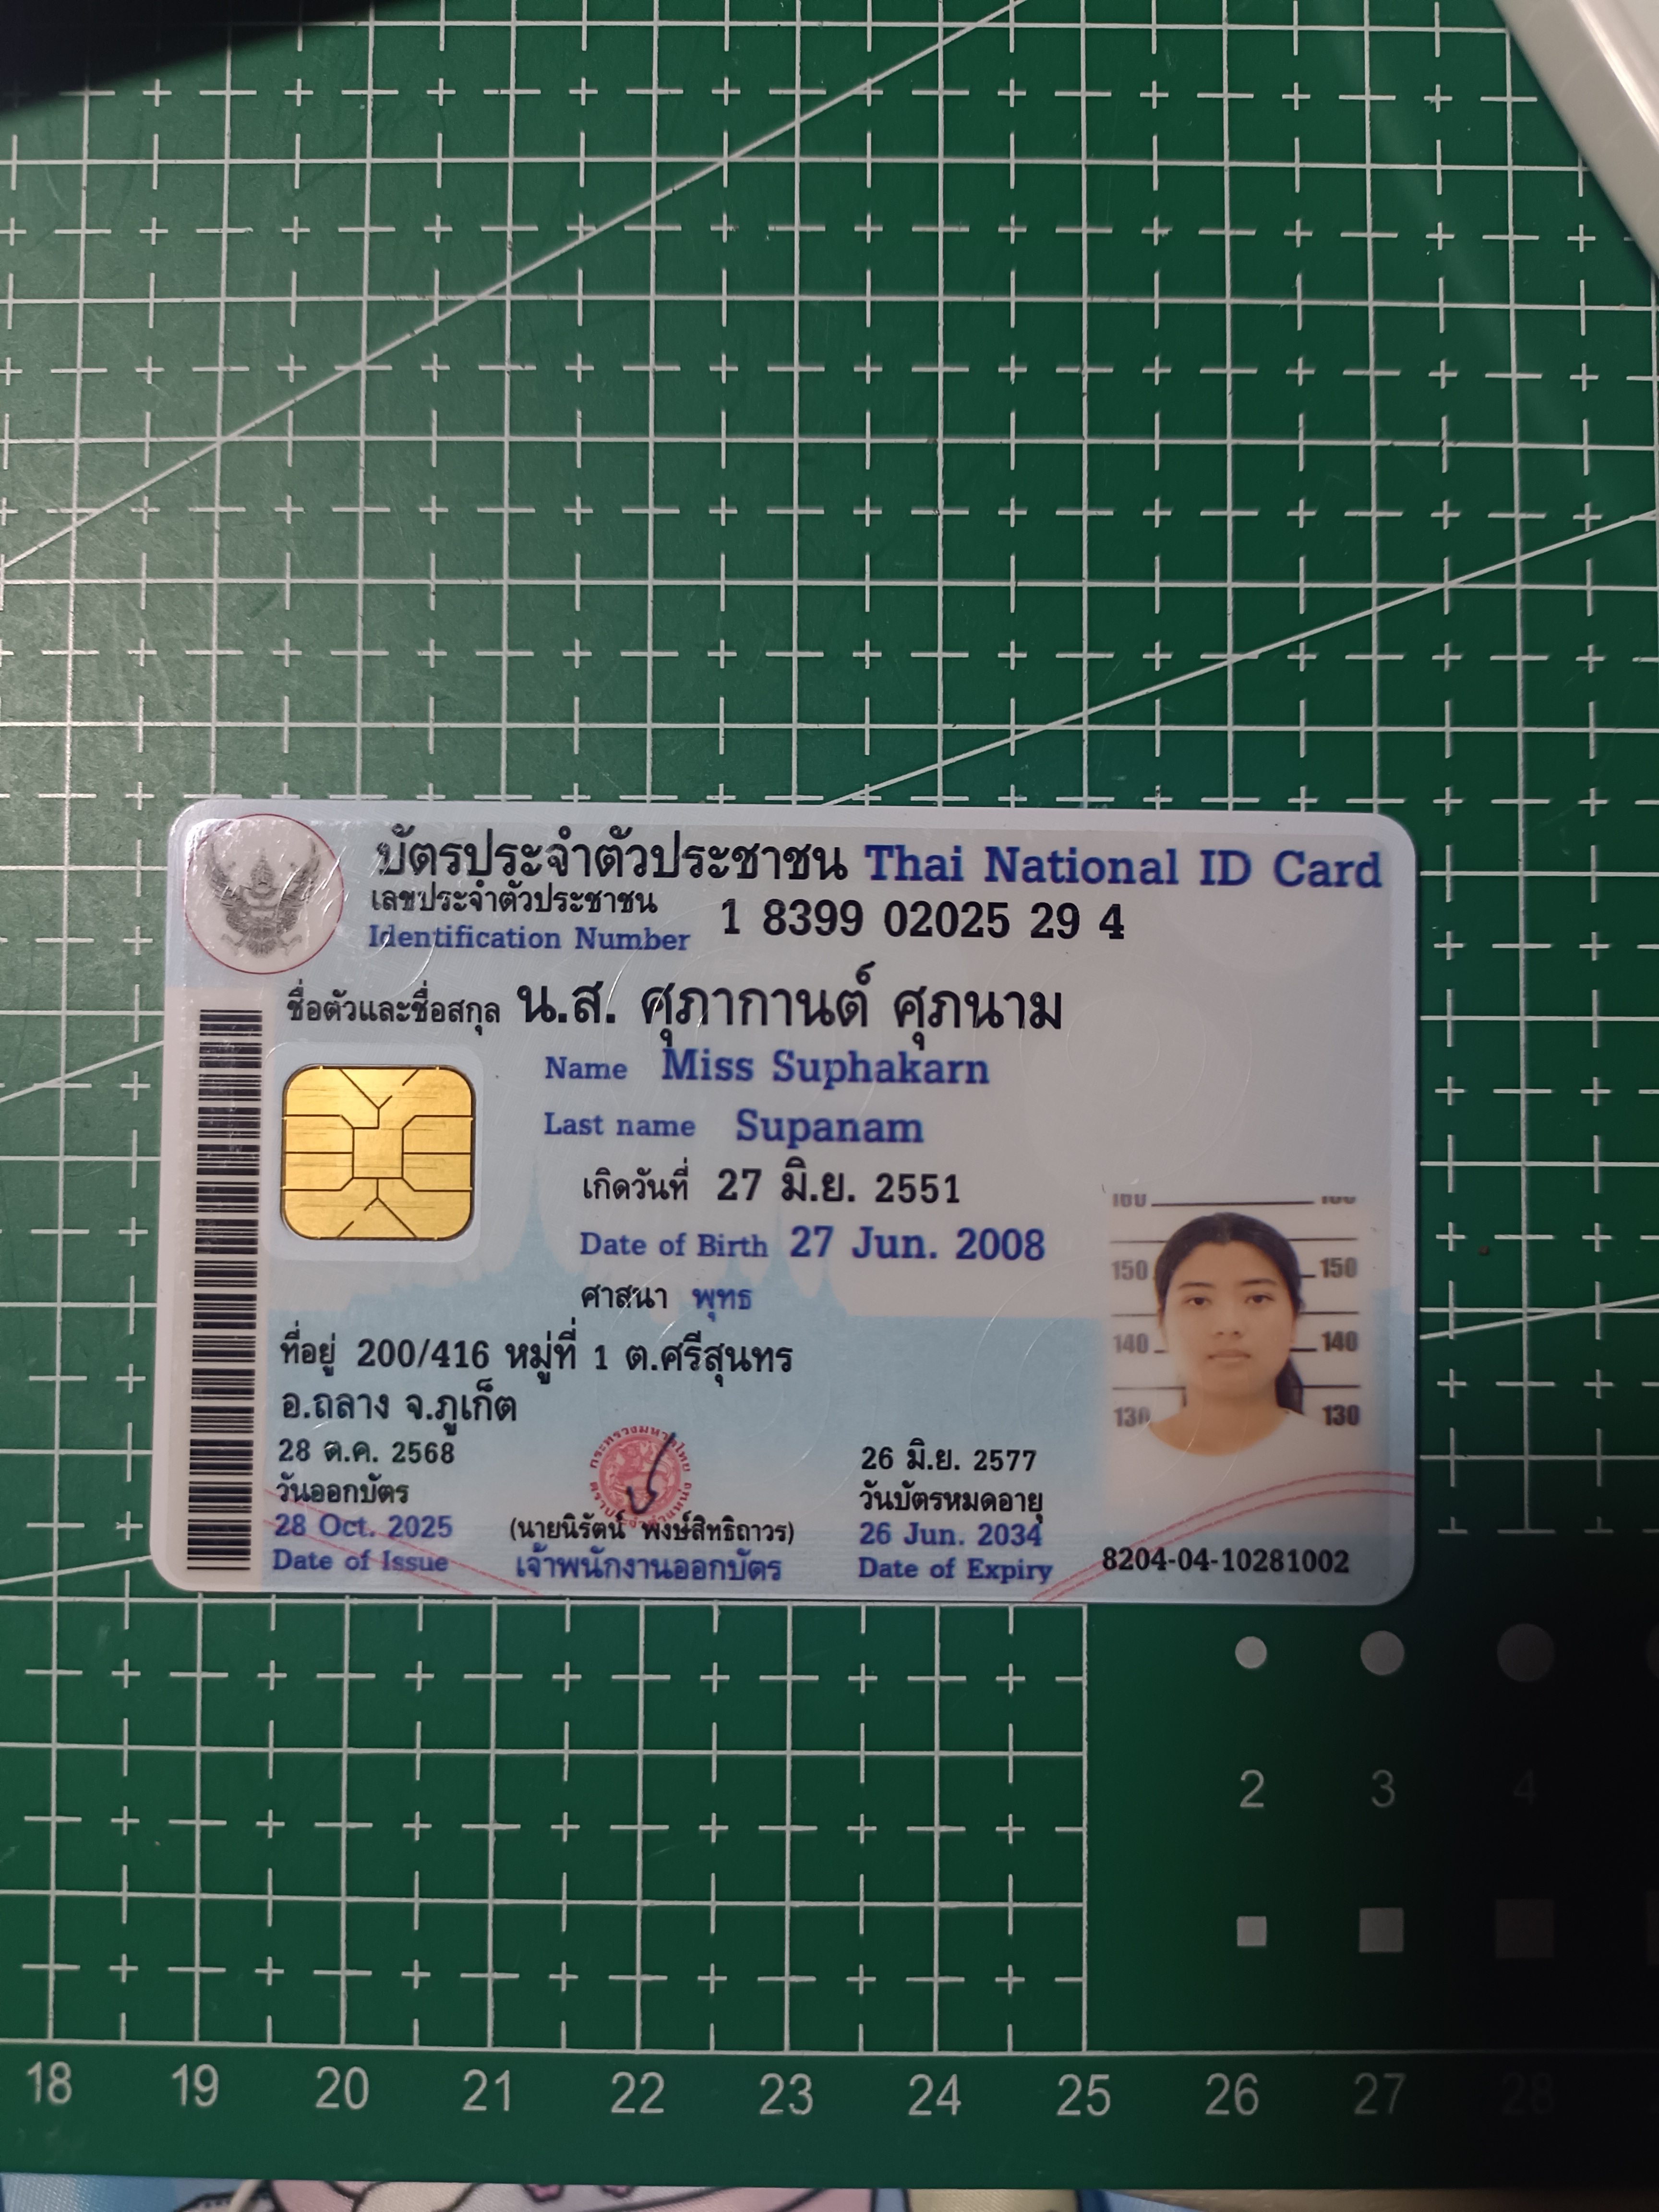 บัตรประจำตัวประชาชน Thai National ID Card
เลขประจำตัวประชาชน
Identification Number
1 8399 02025 29 4
ชื่อตัวและชื่อสกุล น.ส. ศุภากานต์ ศุภนาม
Name Miss Suphakarn
Last name Supanam
เกิดวันที่ 27 มิ.ย. 2551
Date of Birth 27 Jun. 2008
ศาสนา พุทธ
ที่อยู่ 200/416 หมู่ที่ 1 ต.ศรีสุนทร
อ.ถลาง จ.ภูเก็ต
28 ต.ค. 2568
วันออกบัตร
28 Oct. 2025
Date of Issue
(นายนิรัตน์ พงษ์สิทธิถาวร)
เจ้าพนักงานออกบัตร
26 มิ.ย. 2577
วันบัตรหมดอายุ
26 Jun. 2034
Date of Expiry
150 150
140 140
130 130
8204-04-10281002
2 3 4
18 19 20 21 22 23 24 25 26 27 28